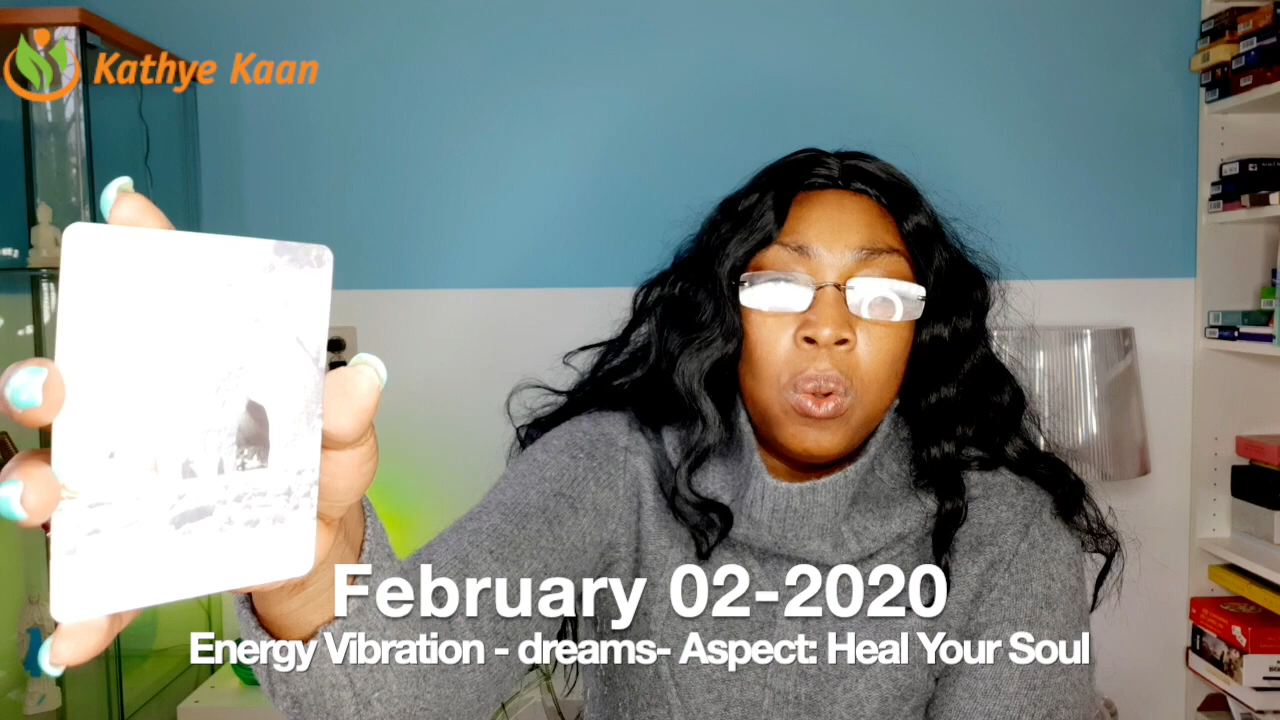 Kathye Kaan
February 02-2020
Energy Vibration - dreams- Aspect: Heal Your Soul